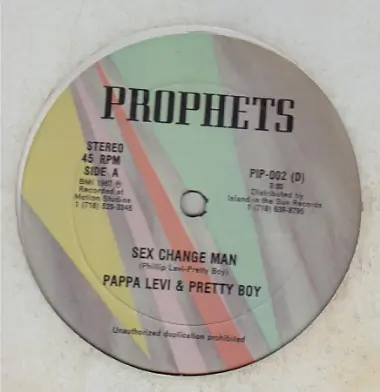 PROPHETS
STEREO
45 RPM
SIDE A
BMI 1987 ℗
Recorded at
Motion Studios
PIP-002 (D)
Distributed by
Island in the Sun Records
SEX CHANGE MAN
(Phillip Levi-Pretty Boy)
PAPPA LEVI & PRETTY BOY
Unauthorized duplication prohibited